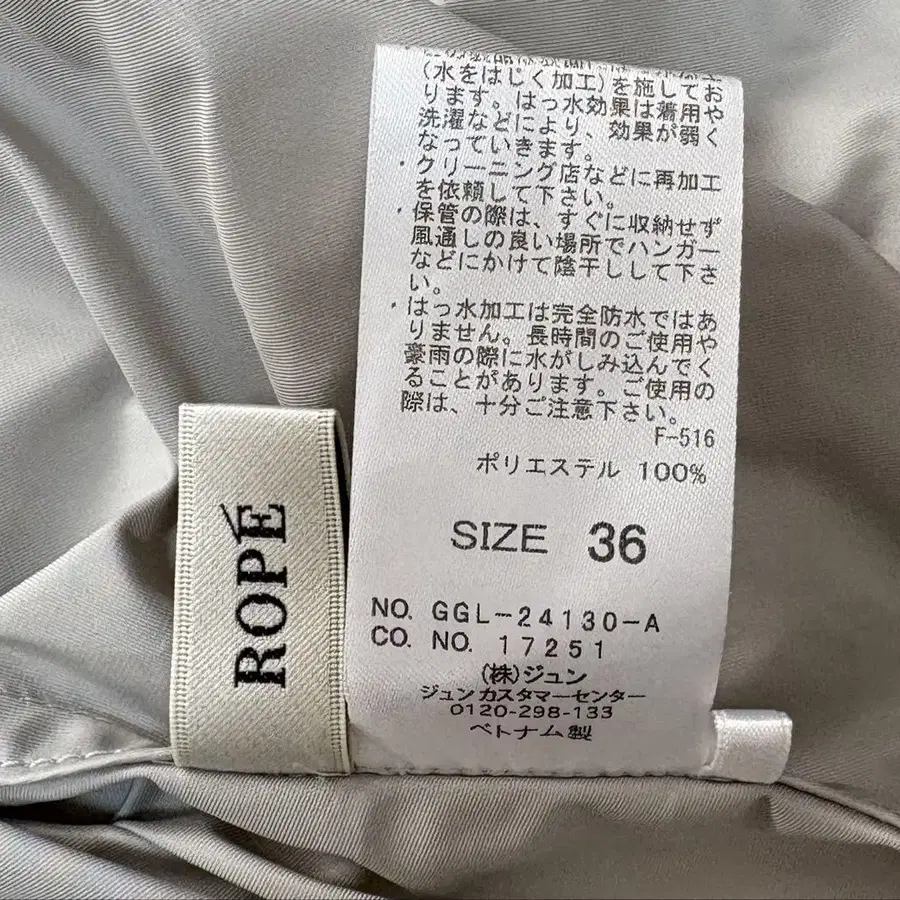 (水をはじく加工)を施してお
ります。はっ水効果は着用や
洗濯などにより、効果が弱く
なっていきます。
・クリーニング店などに再加工
を依頼して下さい。
・保管の際は、すぐに収納せず
風通しの良い場所でハンガー
などにかけて陰干しして下さ
い。
・はっ水加工は完全防水ではあ
りません。長時間のご使用や
豪雨の際に水がしみ込んでく
ることがあります。ご使用の
際は、十分ご注意下さい。
F-516
ポリエステル 100%
SIZE 36
NO. GGL-24130-A
CO. NO. 17251
(株)ジュン
ジュンカスタマーセンター
0120-298-133
ベトナム製
ROPÉ